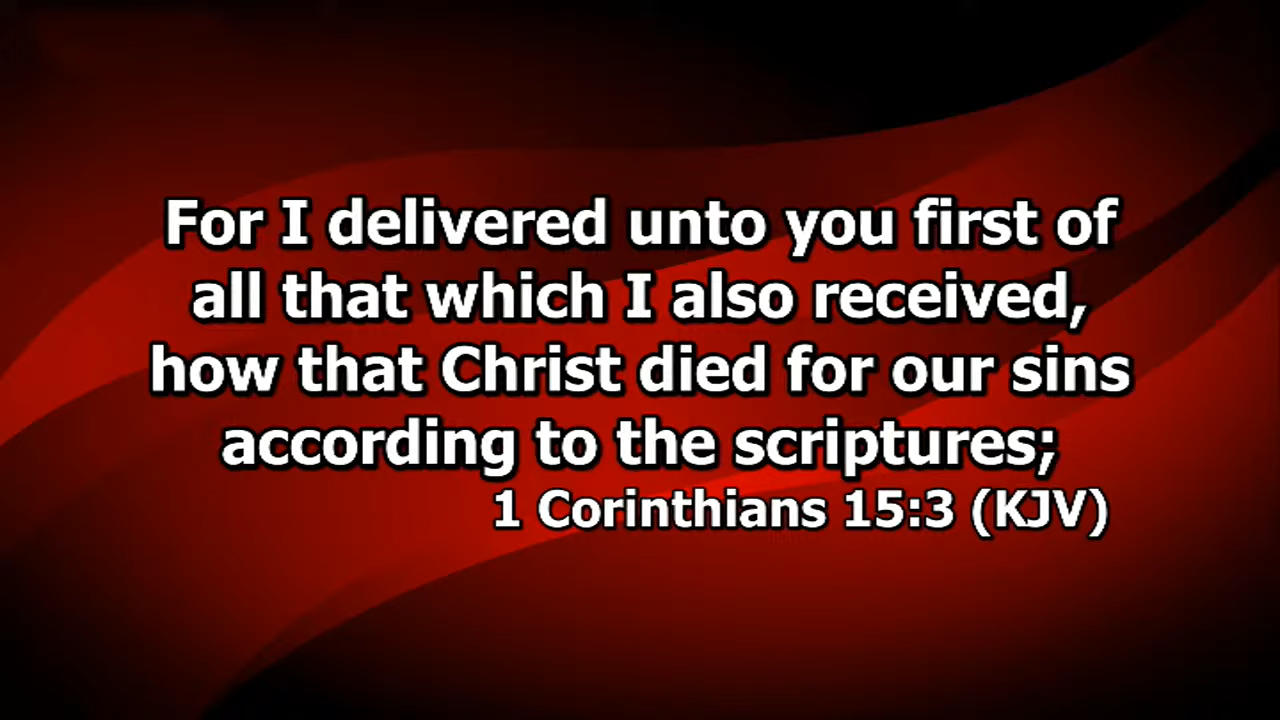 For I delivered unto you first of
all that which I also received,
how that Christ died for our sins
according to the scriptures;
1 Corinthians 15:3 (KJV)